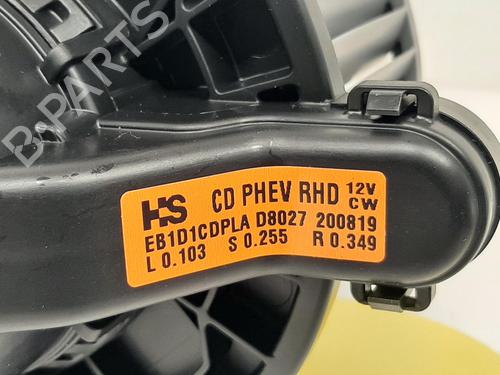 HS CD PHEV RHD 12V CW
EB1D1CDPLA D8027 200819
L 0.103 S 0.255 R 0.349
B-PARTS